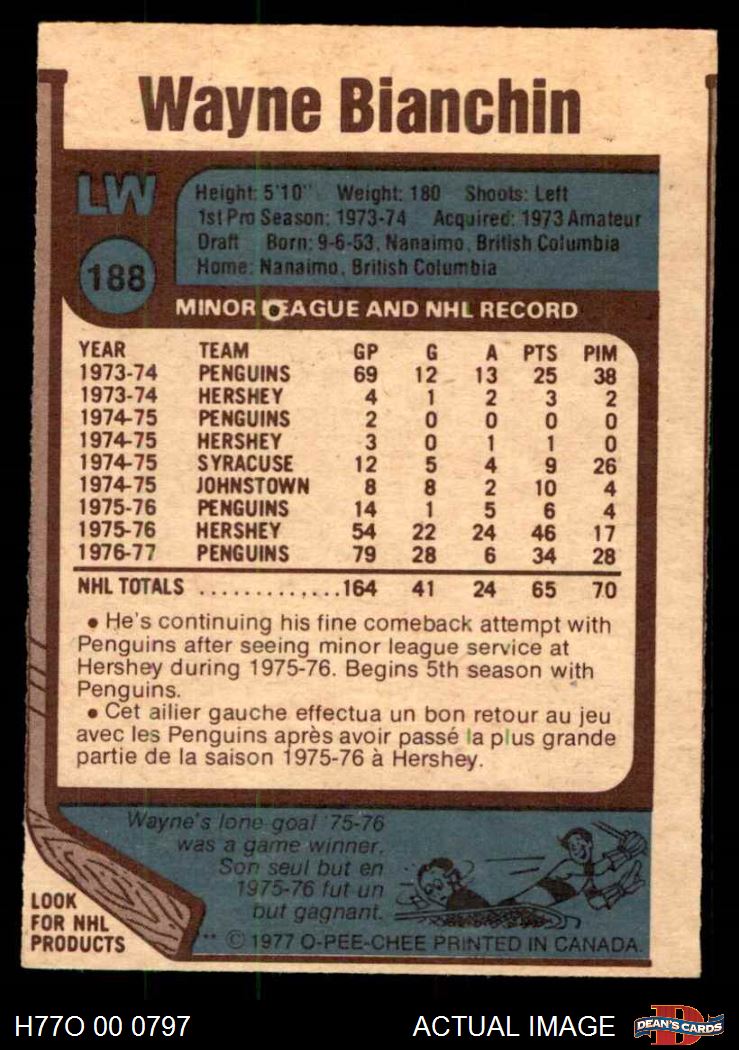 Wayne Bianchin
LW
188
Height: 5'10" Weight: 180 Shoots: Left
1st Pro Season: 1973-74 Acquired: 1973 Amateur
Draft Born: 9-6-53, Nanaimo, British Columbia
Home: Nanaimo, British Columbia
MINOR LEAGUE AND NHL RECORD
YEAR TEAM GP G A PTS PIM
1973-74 PENGUINS 69 12 13 25 38
1973-74 HERSHEY 4 1 2 3 2
1974-75 PENGUINS 2 0 0 0 0
1974-75 HERSHEY 3 0 1 1 0
1974-75 SYRACUSE 12 5 4 9 26
1974-75 JOHNSTOWN 8 8 2 10 4
1975-76 PENGUINS 14 1 5 6 4
1975-76 HERSHEY 54 22 24 46 17
1976-77 PENGUINS 79 28 6 34 28
NHL TOTALS ............164 41 24 65 70
• He's continuing his fine comeback attempt with
Penguins after seeing minor league service at
Hershey during 1975-76. Begins 5th season with
Penguins.
• Cet ailier gauche effectua un bon retour au jeu
avec les Penguins après avoir passé la plus grande
partie de la saison 1975-76 à Hershey.
Wayne's lone goal '75-76
was a game winner.
Son seul but en
1975-76 fut un
but gagnant.
LOOK
FOR NHL
PRODUCTS
** © 1977 O-PEE-CHEE PRINTED IN CANADA.
H77O 00 0797 ACTUAL IMAGE
D
DEAN'S CARDS